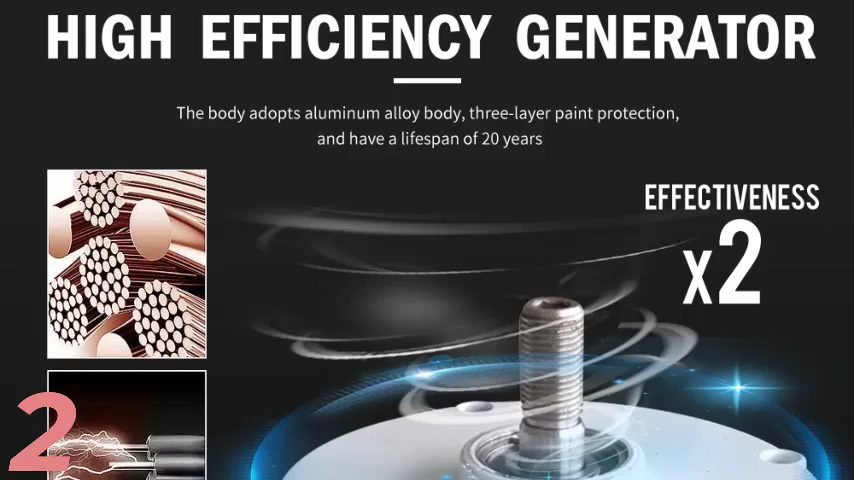 HIGH EFFICIENCY GENERATOR
The body adopts aluminum alloy body, three-layer paint protection,
and have a lifespan of 20 years
EFFECTIVENESS
x2
2